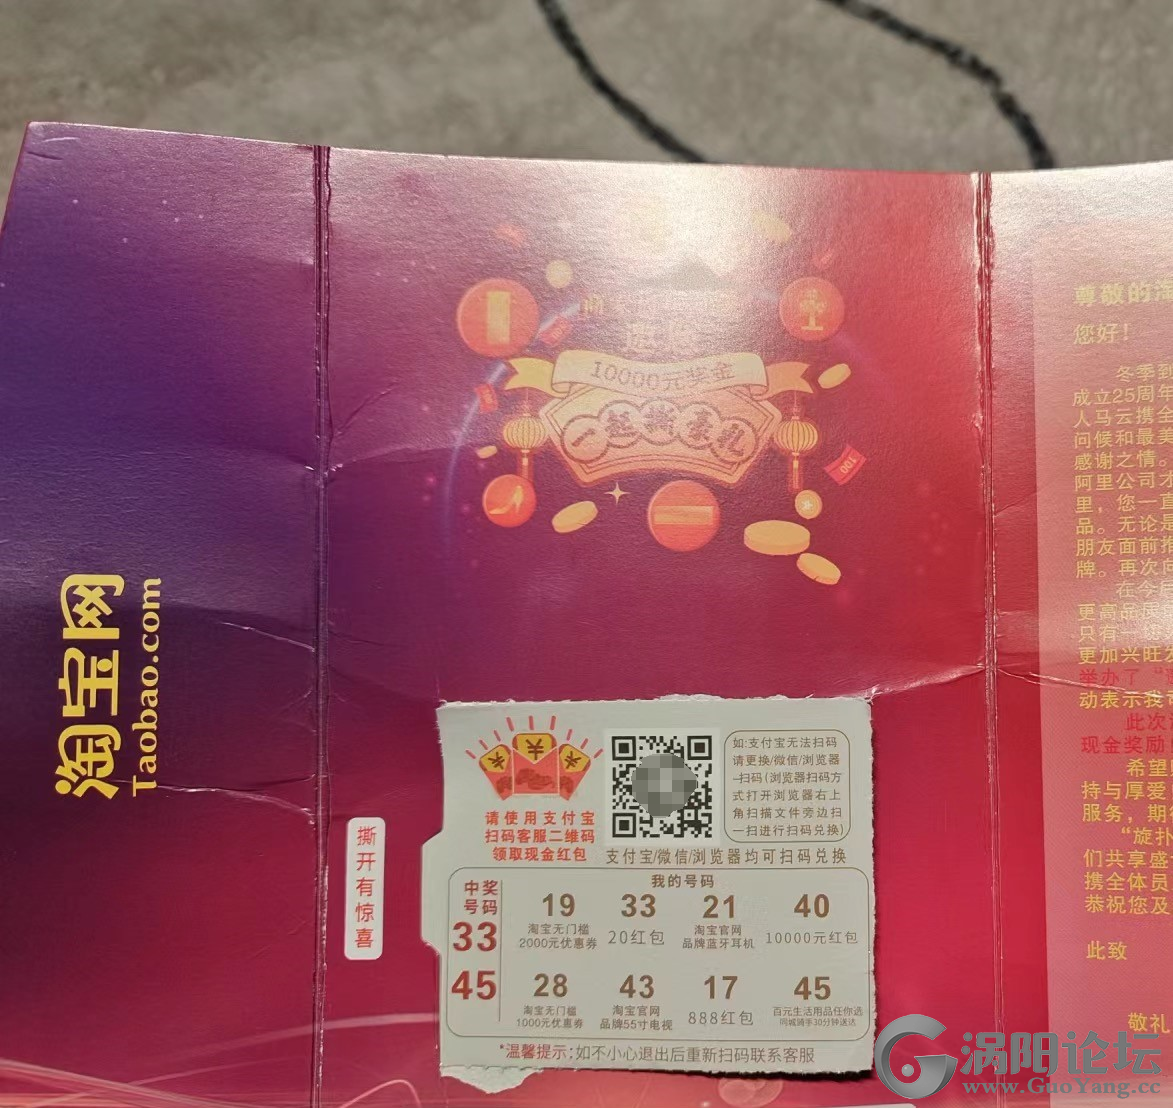 淘宝网
Taobao.com
10000元奖金
一起撕豪礼
100
撕开有惊喜
请使用支付宝
扫码客服二维码
领取现金红包
如:支付宝无法扫码
请更换/微信/浏览器
–扫码(浏览器扫码方
式打开浏览器右上
角扫描文件旁边扫
一扫进行扫码兑换)
支付宝/微信/浏览器均可扫码兑换
中奖
号码
33
45
我的号码
19
淘宝无门槛
2000元优惠券
33
20红包
21
淘宝官网
品牌蓝牙耳机
40
10000元红包
28
淘宝无门槛
1000元优惠券
43
淘宝官网
品牌55寸电视
17
888红包
45
百元生活用品任你选
同城骑手30分钟送达
*温馨提示:如不小心退出后重新扫码联系客服
尊敬的
您好!
冬季到
成立25周年
人马云携全
问候和最美
感谢之情。
阿里公司才
里，您一直
品。无论是
朋友面前推
牌。再次向
在今后
更高品质
只有一
更加兴旺发
举办了“
动表示我
此次
现金奖励
希望
持与厚爱
服务，期待
“旋扑
们共享盛
携全体员
恭祝您及
此致
敬礼
涡阳论坛
www.GuoYang.cc